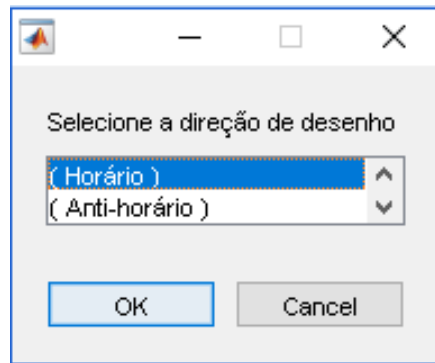 Selecione a direção de desenho
( Horário )
( Anti-horário )
OK
Cancel